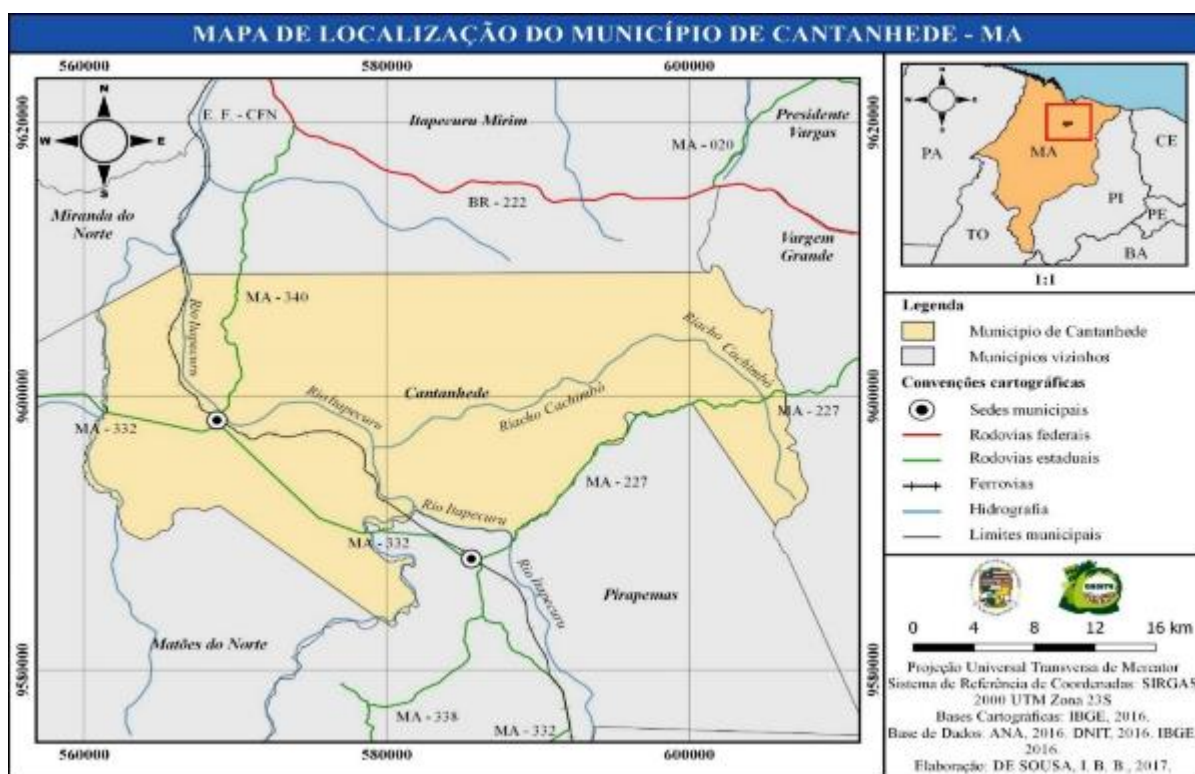 MAPA DE LOCALIZAÇÃO DO MUNICÍPIO DE CANTANHEDE - MA
560000
580000
600000
9620000
9600000
9580000
N
W
E
S
E. F. - CFN
Itapecuru Mirim
Presidente
Vargas
MA - 020
BR - 222
Miranda do
Norte
Vargem
Grande
MA - 340
Rio Itapecuru
Riacho Cachimbó
Cantanhede
Rio Itapecuru
Riacho Cachimbó
MA - 332
MA - 227
MA - 227
Rio Itapecuru
MA - 332
Rio Itapecuru
Pirapemas
Matões do Norte
MA - 338
MA - 332
9620000
9600000
9580000
560000
580000
600000
PA
MA
CE
PI
PE
TO
BA
1:1
Legenda
Município de Cantanhede
Municípios vizinhos
Convenções cartográficas
Sedes municipais
Rodovias federais
Rodovias estaduais
Ferrovias
Hidrografia
Limites municipais
0 4 8 12 16 km
Projeção Universal Transversa de Mercator
Sistema de Referência de Coordenadas: SIRGAS
2000 UTM Zona 23S
Bases Cartográficas: IBGE, 2016.
Base de Dados: ANA, 2016. DNIT, 2016. IBGE
2016.
Elaboração: DE SOUSA, I. B. B., 2017.